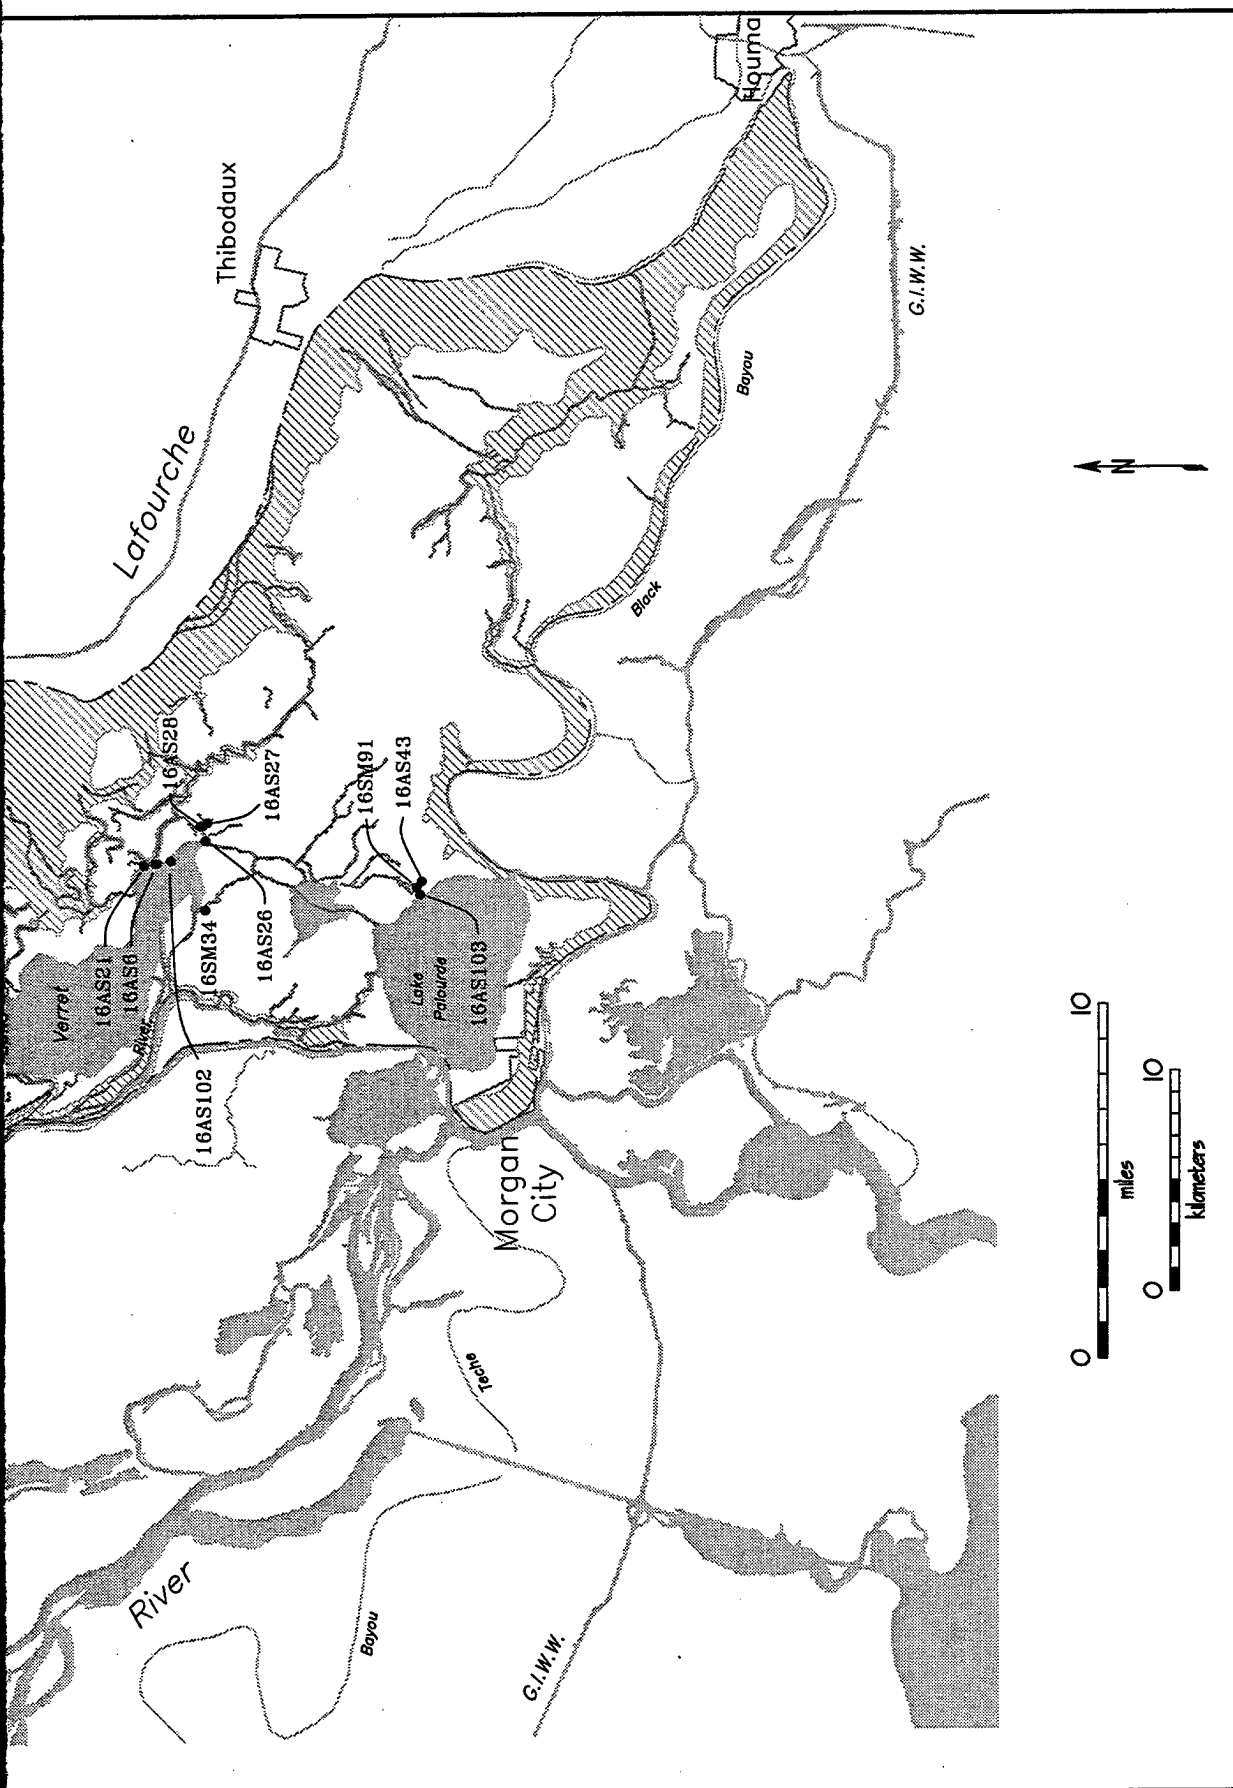 Houma
Thibodaux
Lafourche
G.I.W.W.
Bayou
Black
N
16AS28
16AS27
16SM91
16AS43
16AS21
16AS6
16AS102
16SM34
16AS26
16AS103
Verret
River
Lake
Palourde
Morgan
City
Teche
River
Bayou
G.I.W.W.
0
10
miles
0
10
kilometers